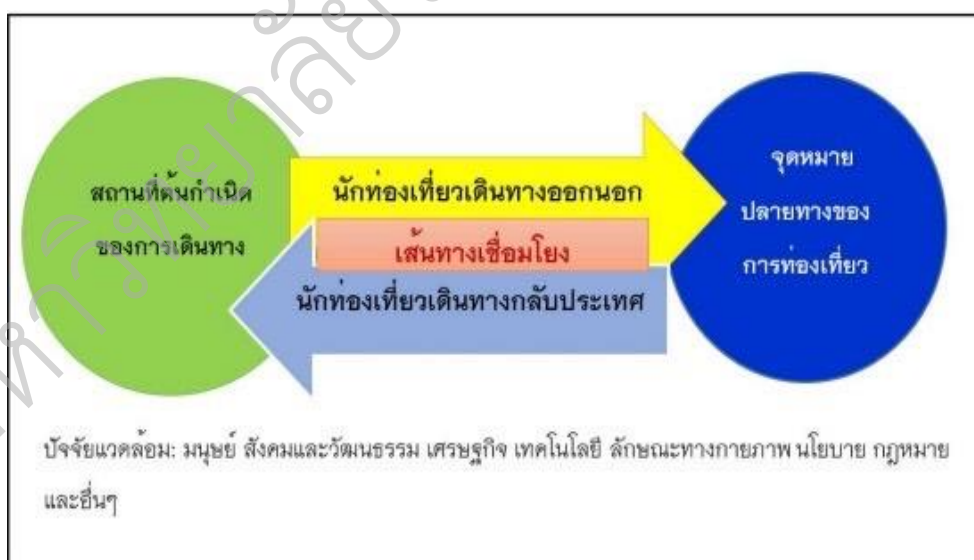 สถานที่ต้นกำเนิด
ของการเดินทาง
นักท่องเที่ยวเดินทางออกนอก
เส้นทางเชื่อมโยง
นักท่องเที่ยวเดินทางกลับประเทศ
จุดหมาย
ปลายทางของ
การท่องเที่ยว
ปัจจัยแวดล้อม: มนุษย์ สังคมและวัฒนธรรม เศรษฐกิจ เทคโนโลยี ลักษณะทางกายภาพ นโยบาย กฎหมาย
และอื่นๆ